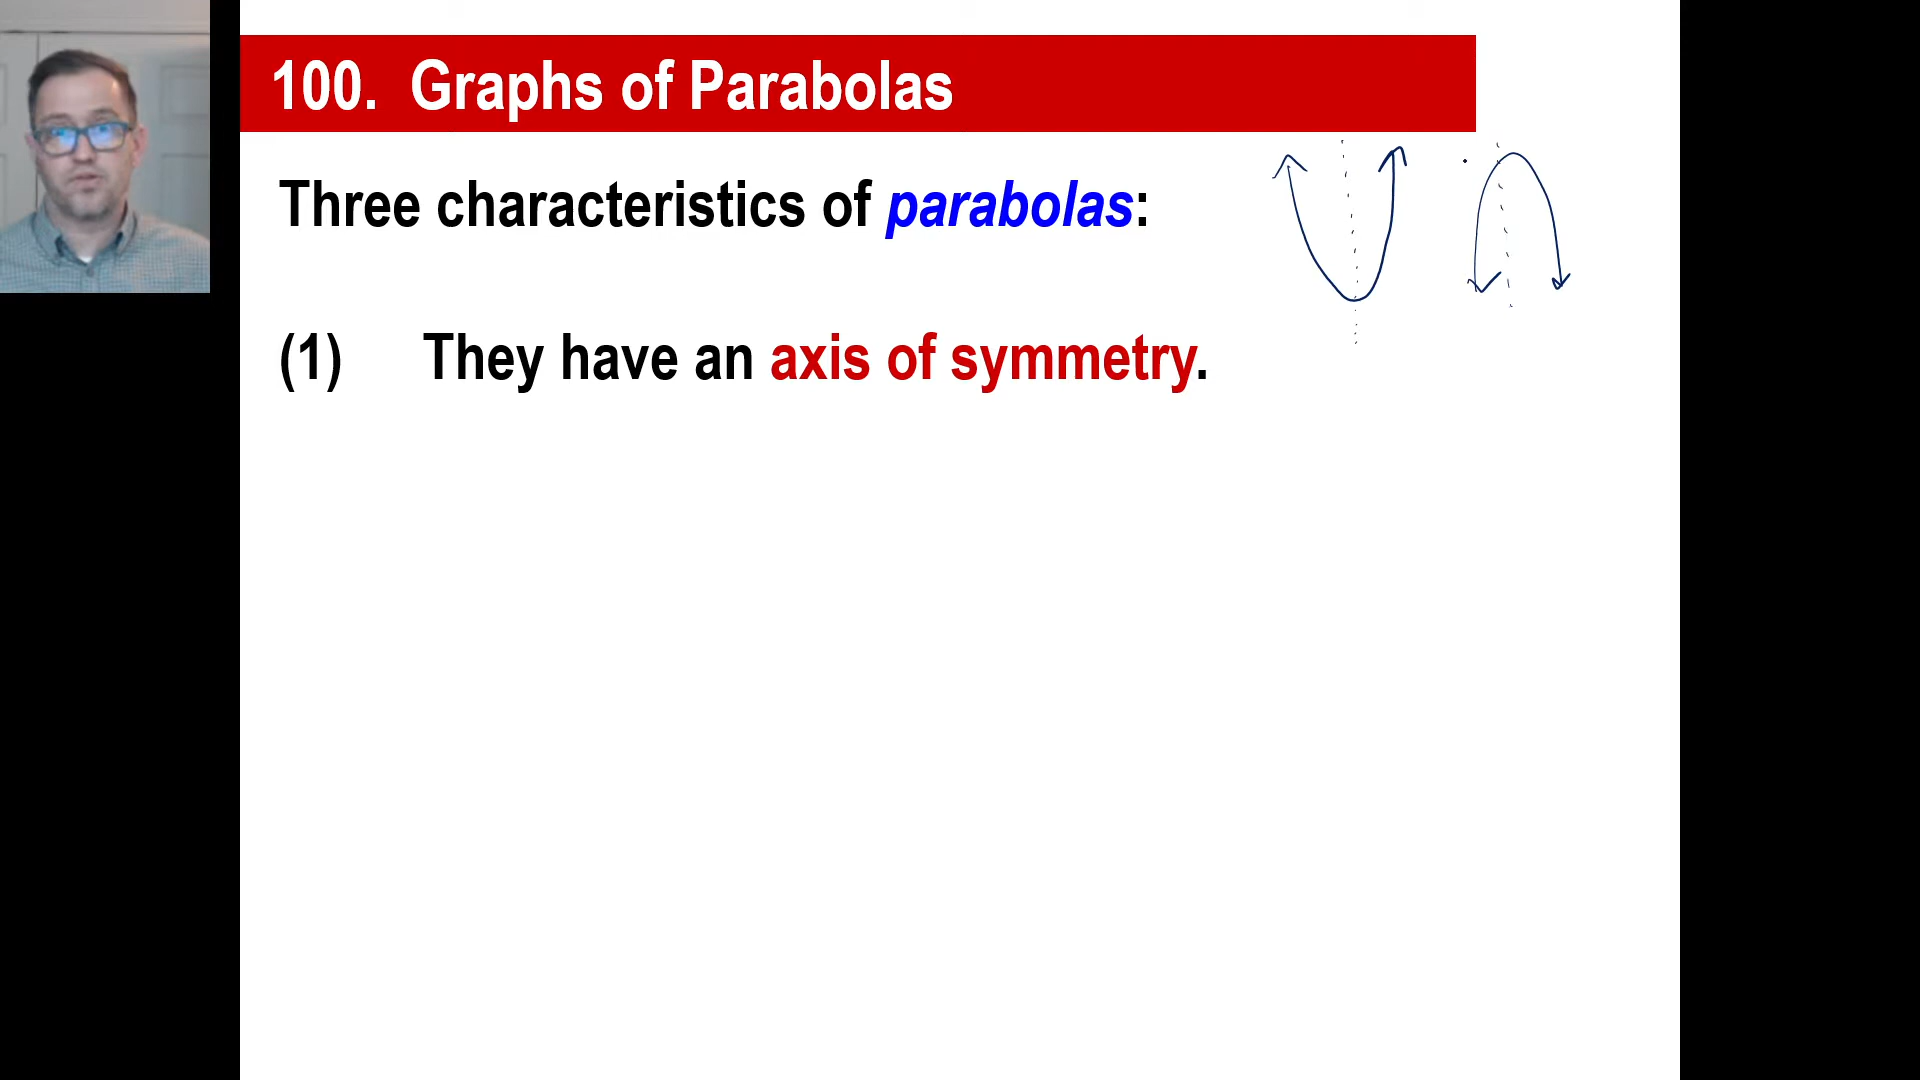 100. Graphs of Parabolas
Three characteristics of parabolas:
(1) They have an axis of symmetry.